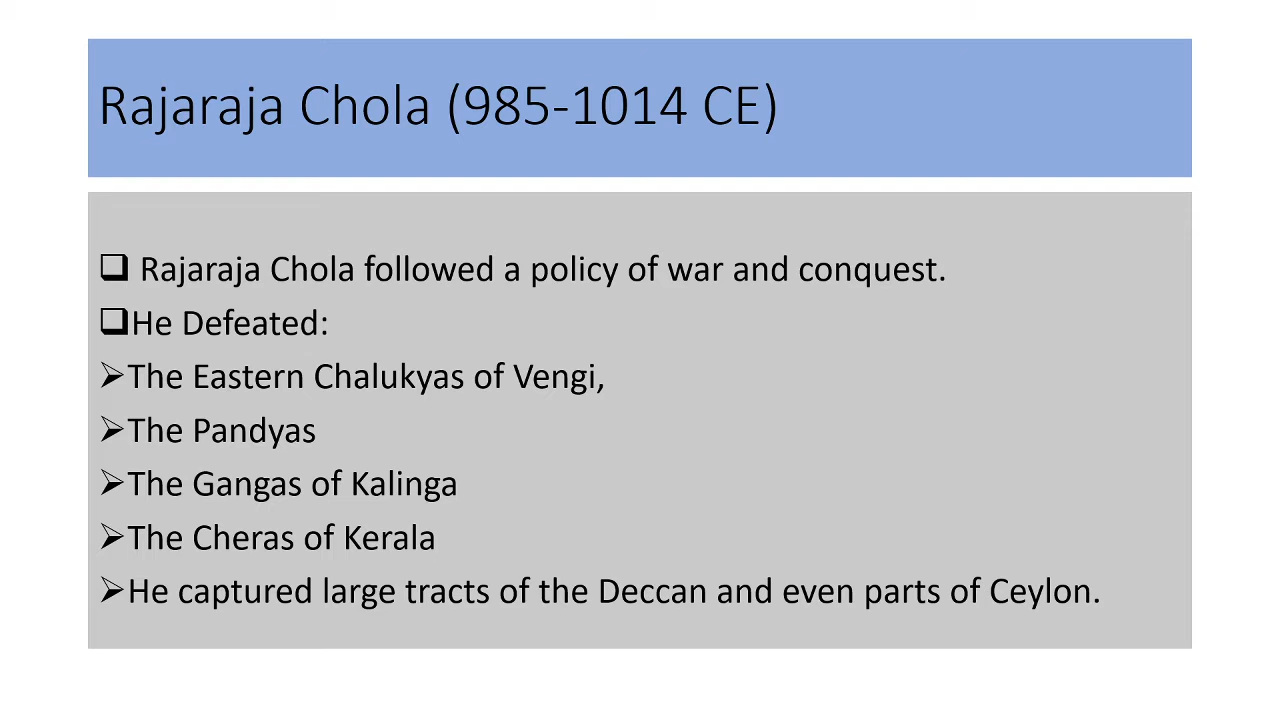 Rajaraja Chola (985-1014 CE)
❑ Rajaraja Chola followed a policy of war and conquest.
❑He Defeated:
➢The Eastern Chalukyas of Vengi,
➢The Pandyas
➢The Gangas of Kalinga
➢The Cheras of Kerala
➢He captured large tracts of the Deccan and even parts of Ceylon.